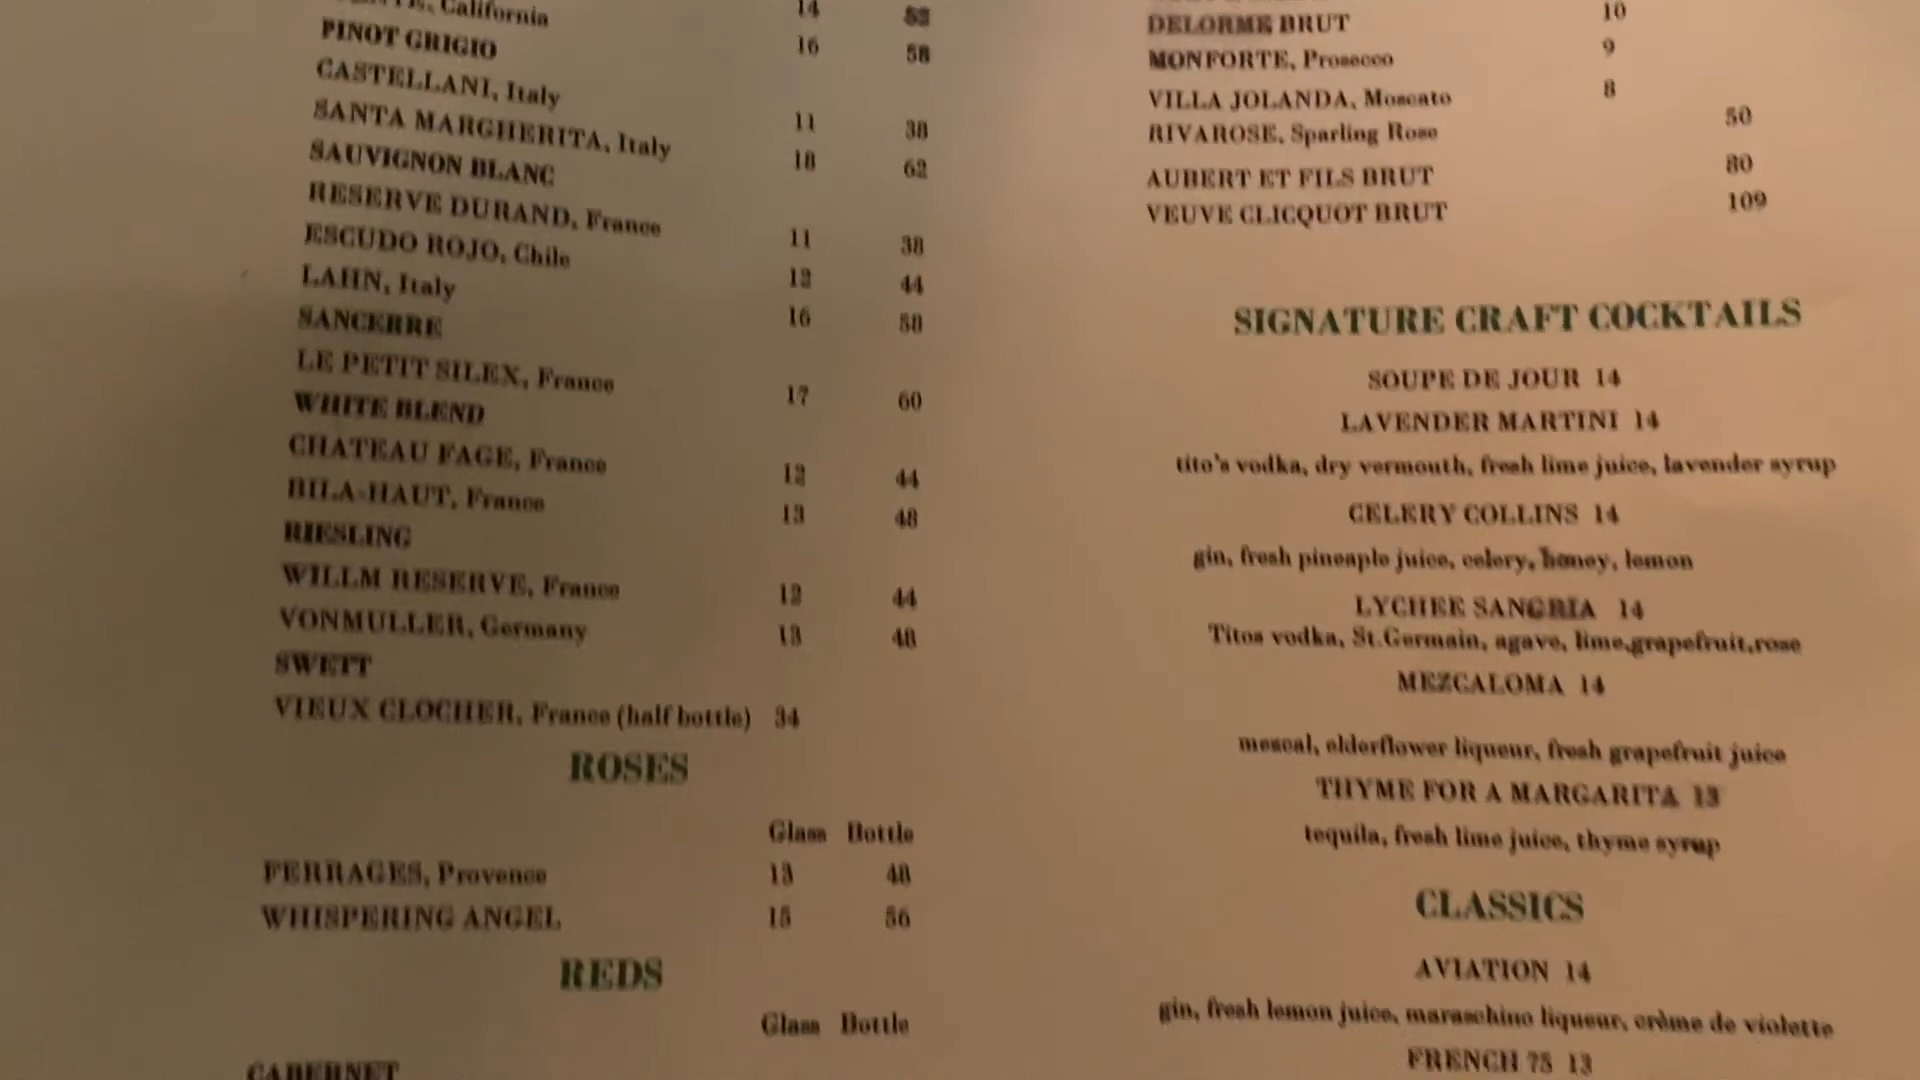 California 14 52
PINOT GRIGIO 16 58
CASTELLANI, Italy 11 38
SANTA MARGHERITA, Italy 18 62
SAUVIGNON BLANC
RESERVE DURAND, France 11 38
ESCUDO ROJO, Chile 12 44
LAHN, Italy 16 58
SANCERRE
LE PETIT SILEX, France 17 60
WHITE BLEND
CHATEAU FAGE, France 12 44
BILA-HAUT, France 13 48
RIESLING
WILLM RESERVE, France 12 44
VONMULLER, Germany 13 48
SWETT
VIEUX CLOCHER, France (half bottle) 34
ROSES
Glass Bottle
FERRAGES, Provence 13 48
WHISPERING ANGEL 15 56
REDS
Glass Bottle
CABERNET
DELORME BRUT 10
MONFORTE, Prosecco 9
VILLA JOLANDA, Moscato 8
RIVAROSE, Sparling Rose 50
AUBERT ET FILS BRUT 80
VEUVE CLICQUOT BRUT 109
SIGNATURE CRAFT COCKTAILS
SOUPE DE JOUR 14
LAVENDER MARTINI 14
tito's vodka, dry vermouth, fresh lime juice, lavender syrup
CELERY COLLINS 14
gin, fresh pineaple juice, celery, honey, lemon
LYCHEE SANGRIA 14
Titos vodka, St.Germain, agave, lime,grapefruit,rose
MEZCALOMA 14
mescal, elderflower liqueur, fresh grapefruit juice
THYME FOR A MARGARITA 13
tequila, fresh lime juice, thyme syrup
CLASSICS
AVIATION 14
gin, fresh lemon juice, maraschino liqueur, crème de violette
FRENCH 75 13